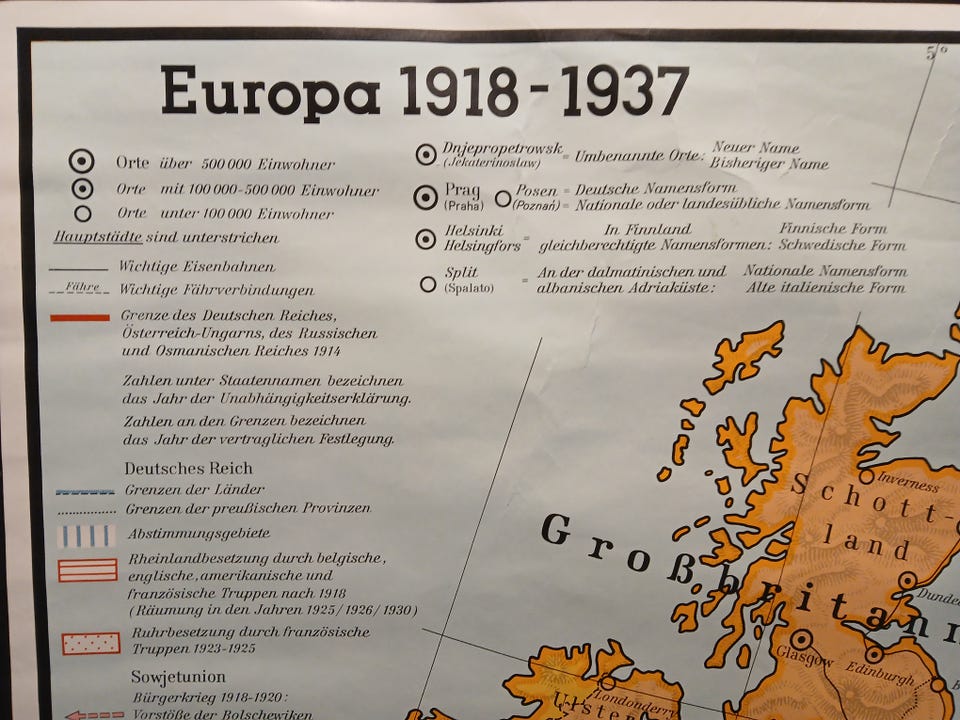 Europa 1918 - 1937
Orte über 500 000 Einwohner
Orte mit 100 000-500 000 Einwohner
Orte unter 100 000 Einwohner
Hauptstädte sind unterstrichen
Wichtige Eisenbahnen
Fähre Wichtige Fährverbindungen
Grenze des Deutschen Reiches,
Österreich-Ungarns, des Russischen
und Osmanischen Reiches 1914
Zahlen unter Staatennamen bezeichnen
das Jahr der Unabhängigkeitserklärung.
Zahlen an den Grenzen bezeichnen
das Jahr der vertraglichen Festlegung.
Deutsches Reich
Grenzen der Länder
Grenzen der preußischen Provinzen
Abstimmungsgebiete
Rheinlandbesetzung durch belgische,
englische, amerikanische und
französische Truppen nach 1918
(Räumung in den Jahren 1925/1926/1930)
Ruhrbesetzung durch französische
Truppen 1923-1925
Sowjetunion
Bürgerkrieg 1918-1920:
Vorstöße der Bolschewiken
Dnjepropetrowsk
(Jekaterinoslaw)
= Umbenannte Orte: Neuer Name
Bisheriger Name
Prag
(Praha)
Posen = Deutsche Namensform
(Poznań) = Nationale oder landesübliche Namensform
Helsinki
Helsingfors
= In Finnland
gleichberechtigte Namensformen:
Finnische Form
Schwedische Form
Split
(Spalato)
= An der dalmatinischen und
albanischen Adriaküste:
Nationale Namensform
Alte italienische Form
5°
Inverness
Schott-
land
Großbritann
Dundee
Glasgow
Edinburgh
B
Londonderry
Ulster